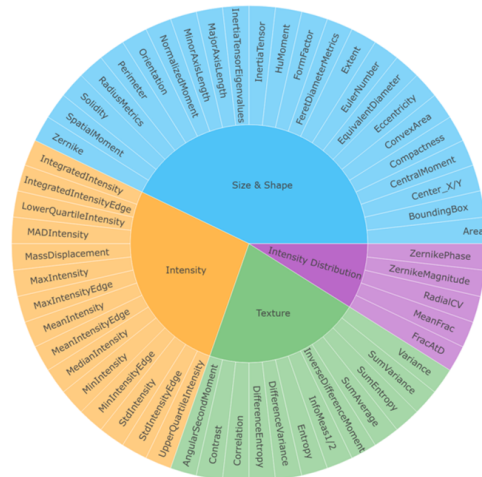 Size & Shape
Area
BoundingBox
Center_X/Y
CentralMoment
Compactness
ConvexArea
Eccentricity
EquivalentDiameter
EulerNumber
Extent
FeretDiameterMetrics
FormFactor
HuMoment
InertiaTensor
InertiaTensorEigenvalues
MajorAxisLength
MinorAxisLength
NormalizedMoment
Orientation
Perimeter
RadiusMetrics
Solidity
SpatialMoment
Zernike
Intensity
IntegratedIntensity
IntegratedIntensityEdge
LowerQuartileIntensity
MADIntensity
MassDisplacement
MaxIntensity
MaxIntensityEdge
MeanIntensity
MeanIntensityEdge
MedianIntensity
MinIntensity
MinIntensityEdge
StdIntensity
StdIntensityEdge
UpperQuartileIntensity
Texture
AngularSecondMoment
Contrast
Correlation
DifferenceEntropy
DifferenceVariance
Entropy
InfoMeas1/2
InverseDifferenceMoment
SumAverage
SumEntropy
SumVariance
Variance
Intensity Distribution
FracAtD
MeanFrac
RadialCV
ZernikeMagnitude
ZernikePhase